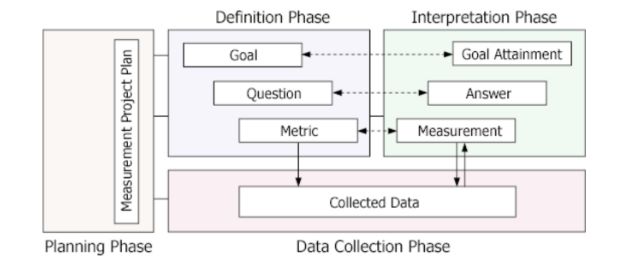 Definition Phase
Interpretation Phase
Measurement Project Plan
Goal
Goal Attainment
Question
Answer
Metric
Measurement
Collected Data
Planning Phase
Data Collection Phase